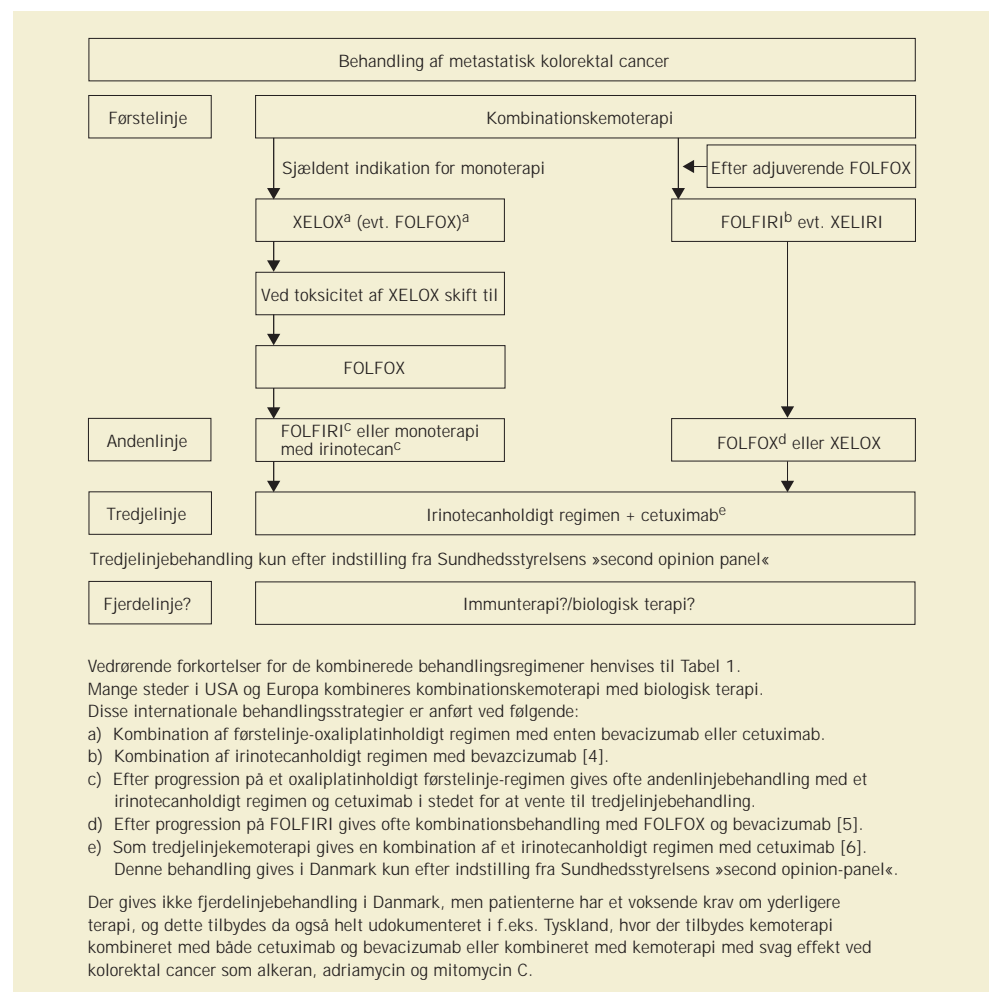 Behandling af metastatisk kolorektal cancer
Førstelinje
Kombinationskemoterapi
Sjældent indikation for monoterapi
Efter adjuverende FOLFOX
XELOXᵃ (evt. FOLFOX)ᵃ
FOLFIRIᵇ evt. XELIRI
Ved toksicitet af XELOX skift til
FOLFOX
Andenlinje
FOLFIRIᶜ eller monoterapi
med irinotecanᶜ
FOLFOXᵈ eller XELOX
Tredjelinje
Irinotecanholdigt regimen + cetuximabᵉ
Tredjelinjebehandling kun efter indstilling fra Sundhedsstyrelsens »second opinion panel«
Fjerdelinje?
Immunterapi?/biologisk terapi?
Vedrørende forkortelser for de kombinerede behandlingsregimener henvises til Tabel 1.
Mange steder i USA og Europa kombineres kombinationskemoterapi med biologisk terapi.
Disse internationale behandlingsstrategier er anført ved følgende:
a) Kombination af førstelinje-oxaliplatinholdigt regimen med enten bevacizumab eller cetuximab.
b) Kombination af irinotecanholdigt regimen med bevazcizumab [4].
c) Efter progression på et oxaliplatinholdigt førstelinje-regimen gives ofte andenlinjebehandling med et
irinotecanholdigt regimen og cetuximab i stedet for at vente til tredjelinjebehandling.
d) Efter progression på FOLFIRI gives ofte kombinationsbehandling med FOLFOX og bevacizumab [5].
e) Som tredjelinjekemoterapi gives en kombination af et irinotecanholdigt regimen med cetuximab [6].
Denne behandling gives i Danmark kun efter indstilling fra Sundhedsstyrelsens »second opinion-panel«.
Der gives ikke fjerdelinjebehandling i Danmark, men patienterne har et voksende krav om yderligere
terapi, og dette tilbydes da også helt udokumenteret i f.eks. Tyskland, hvor der tilbydes kemoterapi
kombineret med både cetuximab og bevacizumab eller kombineret med kemoterapi med svag effekt ved
kolorektal cancer som alkeran, adriamycin og mitomycin C.